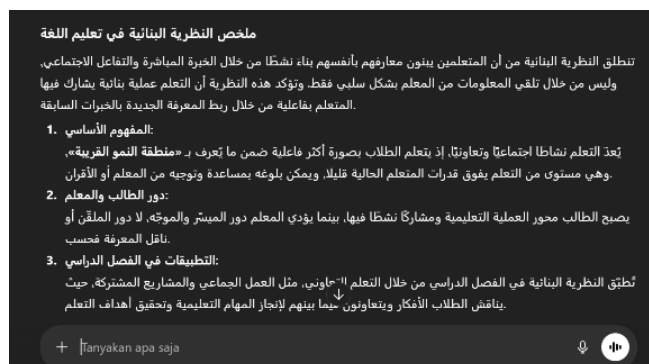 ملخص النظرية البنائية في تعليم اللغة
تنطلق النظرية البنائية من أن المتعلمين يبنون معارفهم بأنفسهم بناء نشطًا من خلال الخبرة المباشرة والتفاعل الاجتماعي،
وليس من خلال تلقي المعلومات من المعلم بشكل سلبي فقط. وتؤكد هذه النظرية أن التعلم عملية بنائية يشارك فيها
المتعلم بفاعلية من خلال ربط المعرفة الجديدة بالخبرات السابقة.
1. المفهوم الأساسي:
يُعدّ التعلم نشاطا اجتماعيًا وتعاونيًا، إذ يتعلم الطلاب بصورة أكثر فاعلية ضمن ما يُعرف بـ «منطقة النمو القريبة»،
وهي مستوى من التعلم يفوق قدرات المتعلم الحالية قليلا، ويمكن بلوغه بمساعدة وتوجيه من المعلم أو الأقران.
2. دور الطالب والمعلم:
يصبح الطالب محور العملية التعليمية ومشاركًا نشطًا فيها، بينما يؤدي المعلم دور الميسّر والموجّه، لا دور الملقّن أو
ناقل المعرفة فحسب.
3. التطبيقات في الفصل الدراسي:
تُطبّق النظرية البنائية في الفصل الدراسي من خلال التعلم التعاوني، مثل العمل الجماعي والمشاريع المشتركة، حيث
يناقش الطلاب الأفكار ويتعاونون فيما بينهم لإنجاز المهام التعليمية وتحقيق أهداف التعلم.
Tanyakan apa saja